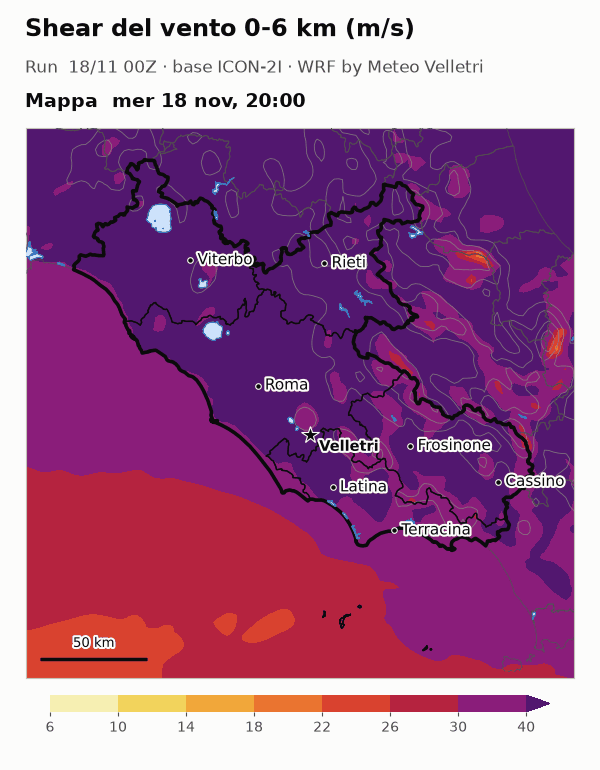 Shear del vento 0-6 km (m/s)
Run  18/11 00Z · base ICON-2I · WRF by Meteo Velletri
Mappa  mer 18 nov, 20:00
Viterbo
Rieti
Roma
Velletri
Frosinone
Cassino
Latina
Terracina
50 km
6 10 14 18 22 26 30 40